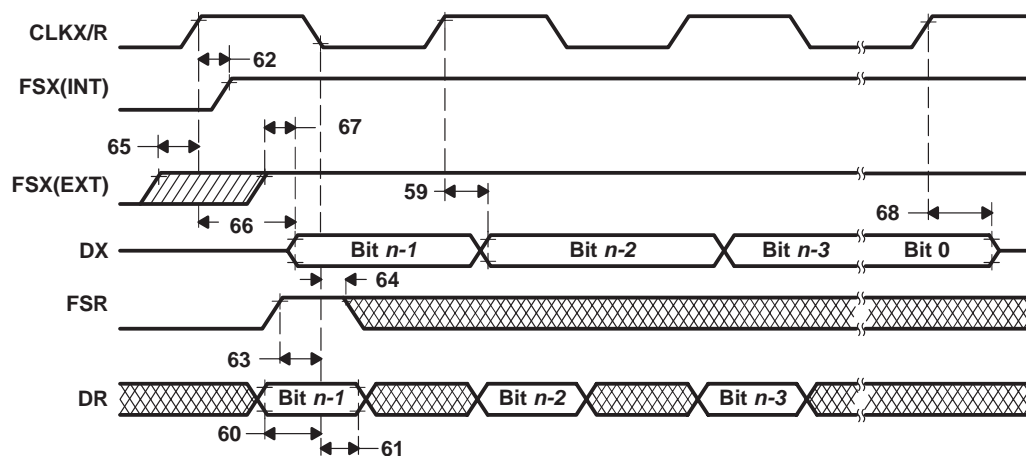 CLKX/R
62
FSX(INT)
67
65
FSX(EXT)
59
66
68
DX
Bit n-1
Bit n-2
Bit n-3
Bit 0
64
FSR
63
DR
Bit n-1
Bit n-2
Bit n-3
60
61